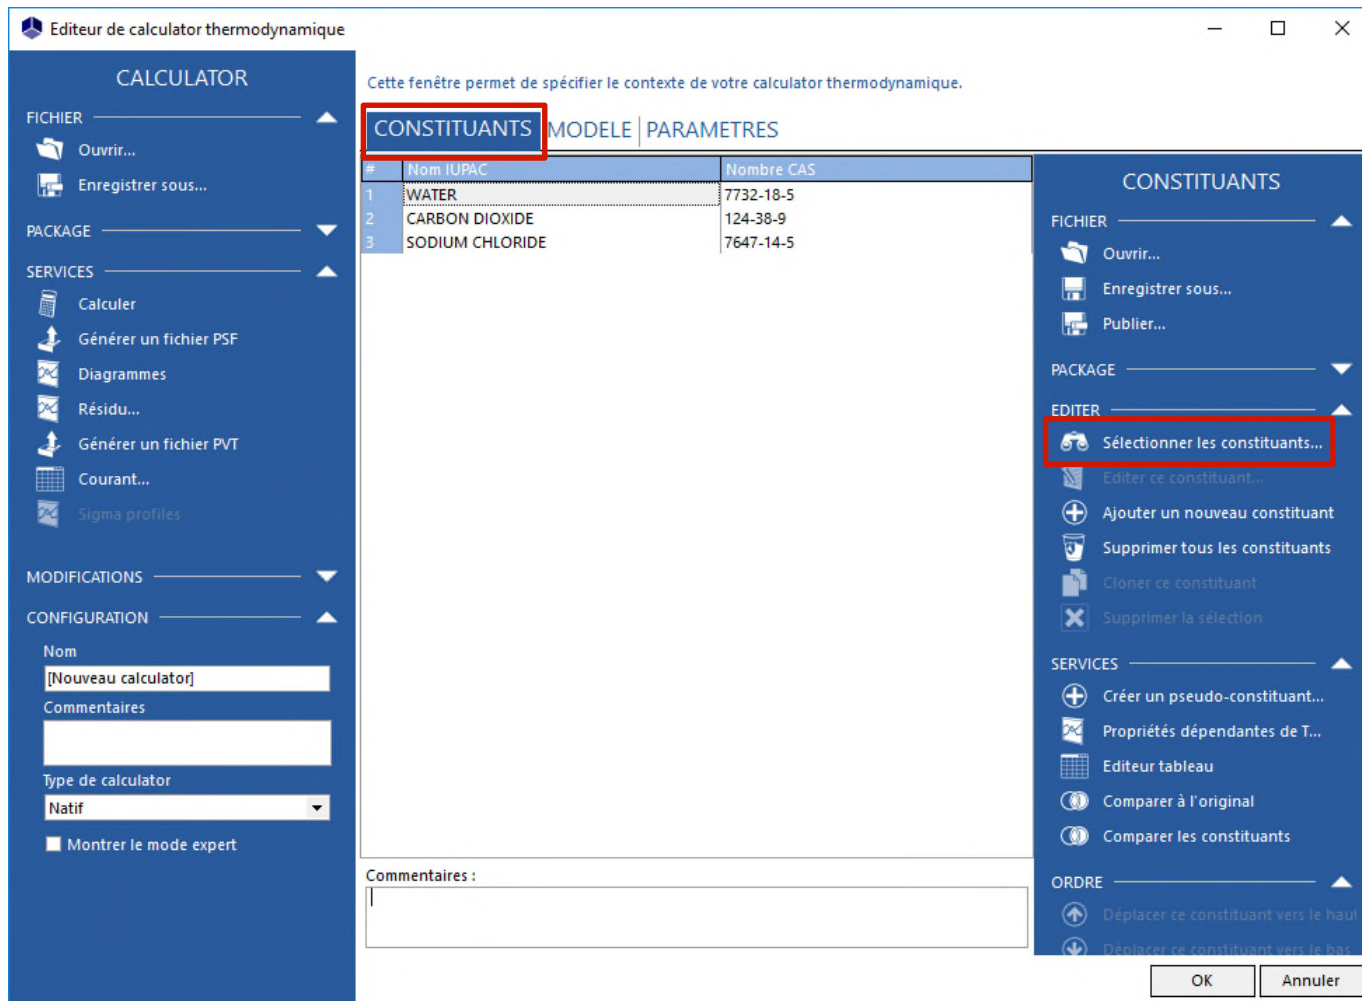 Editeur de calculator thermodynamique
CALCULATOR
FICHIER
Ouvrir...
Enregistrer sous...
PACKAGE
SERVICES
Calculer
Générer un fichier PSF
Diagrammes
Résidu...
Générer un fichier PVT
Courant...
Sigma profiles
MODIFICATIONS
CONFIGURATION
Nom
[Nouveau calculator]
Commentaires
Type de calculator
Natif
Montrer le mode expert
Cette fenêtre permet de spécifier le contexte de votre calculator thermodynamique.
CONSTITUANTS MODELE PARAMETRES
# Nom IUPAC Nombre CAS
1 WATER 7732-18-5
2 CARBON DIOXIDE 124-38-9
3 SODIUM CHLORIDE 7647-14-5
Commentaires :
CONSTITUANTS
FICHIER
Ouvrir...
Enregistrer sous...
Publier...
PACKAGE
EDITER
Sélectionner les constituants...
Editer ce constituant...
Ajouter un nouveau constituant
Supprimer tous les constituants
Cloner ce constituant
Supprimer la sélection
SERVICES
Créer un pseudo-constituant...
Propriétés dépendantes de T...
Editeur tableau
Comparer à l'original
Comparer les constituants
ORDRE
Déplacer ce constituant vers le haut
Déplacer ce constituant vers le bas
OK Annuler